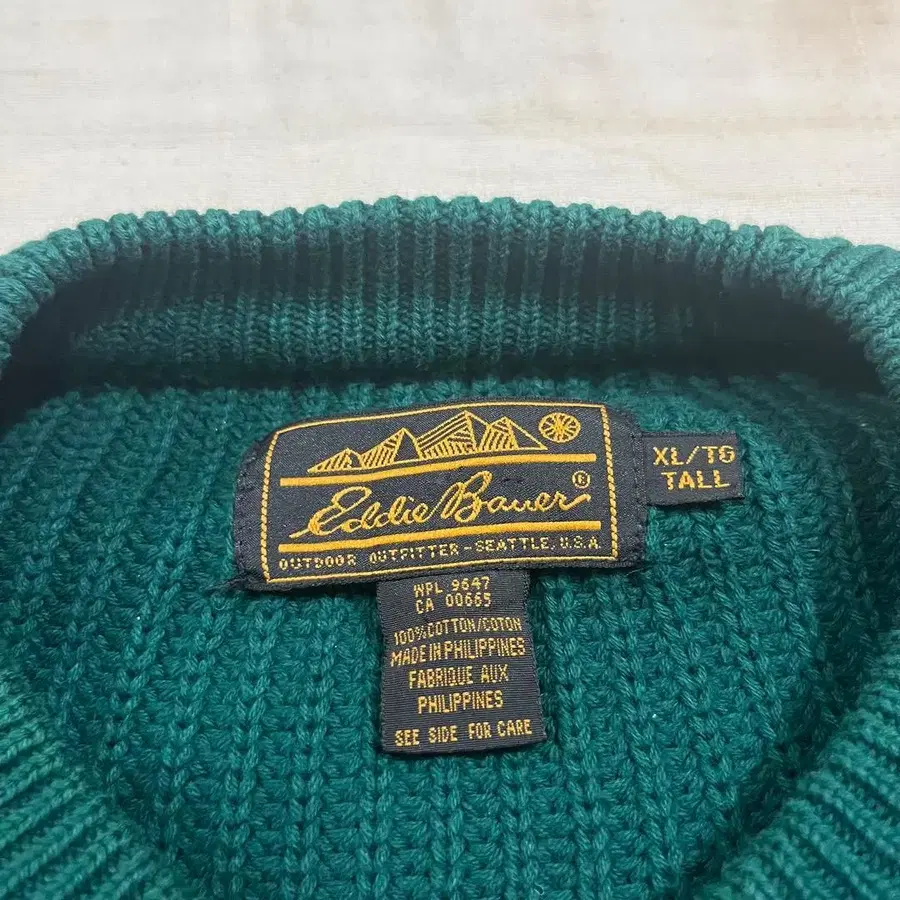 Eddie Bauer®
OUTDOOR OUTFITTER - SEATTLE, U.S.A.
XL/TG
TALL
WPL 9647
CA 00665
100% COTTON/COTON
MADE IN PHILIPPINES
FABRIQUE AUX
PHILIPPINES
SEE SIDE FOR CARE